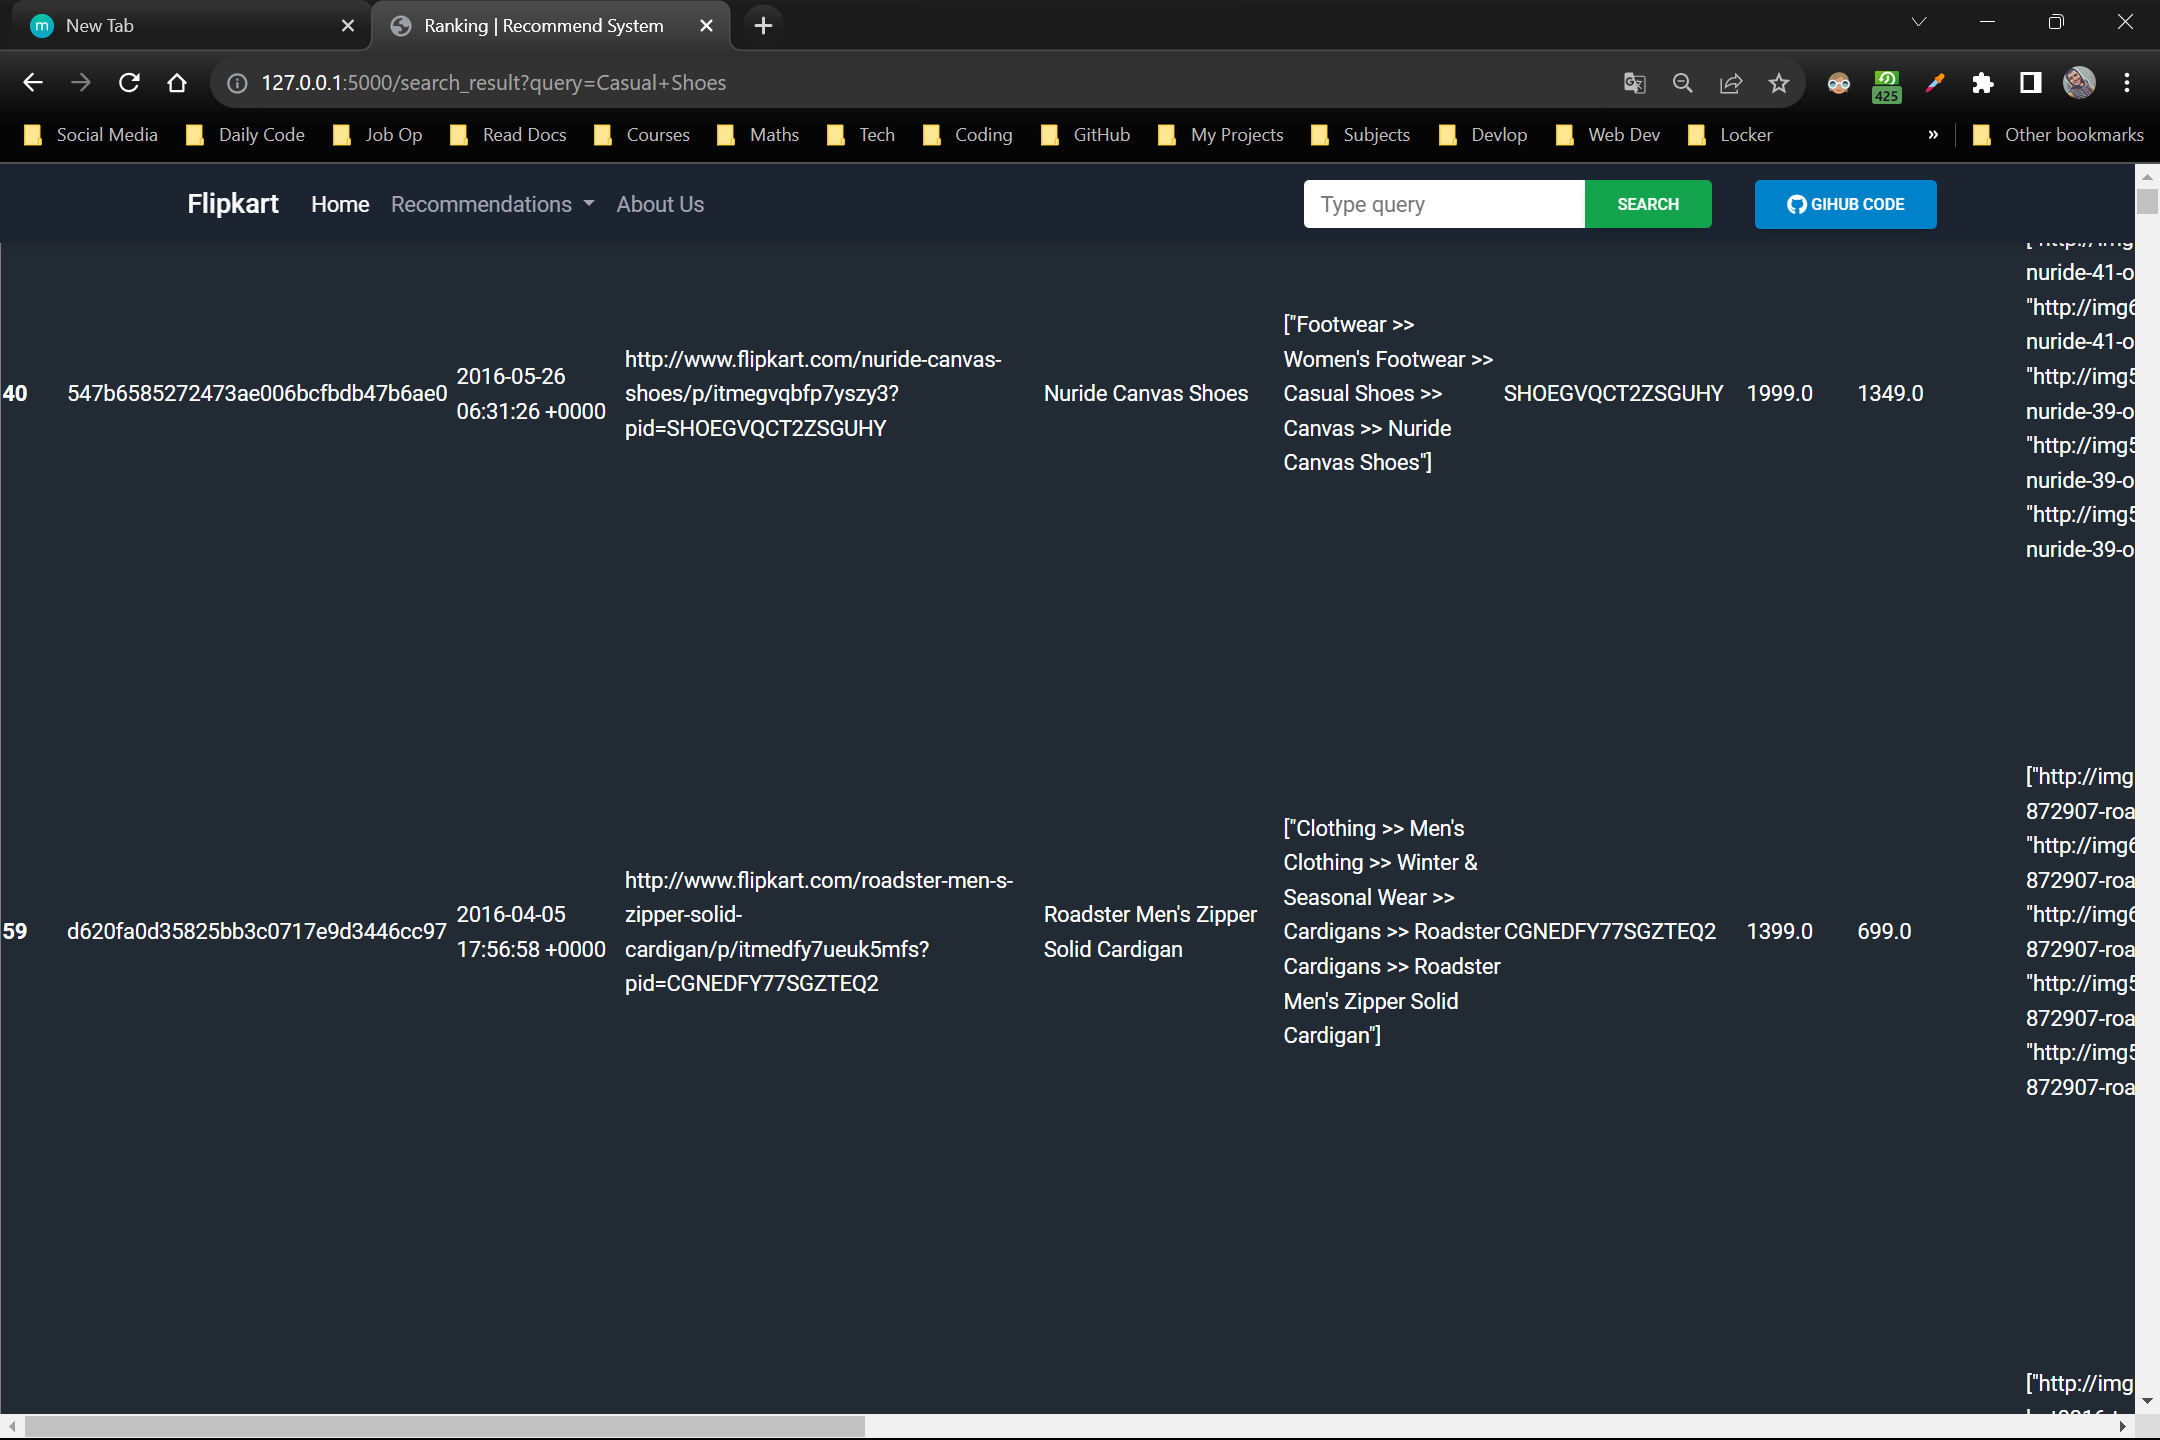 New Tab
Ranking | Recommend System
127.0.0.1:5000/search_result?query=Casual+Shoes
425
Social Media
Daily Code
Job Op
Read Docs
Courses
Maths
Tech
Coding
GitHub
My Projects
Subjects
Devlop
Web Dev
Locker
»
Other bookmarks
Flipkart
Home
Recommendations
About Us
Type query
SEARCH
GIHUB CODE
40
547b6585272473ae006bcfbdb47b6ae0
2016-05-26
06:31:26 +0000
http://www.flipkart.com/nuride-canvas-
shoes/p/itmegvqbfp7yszy3?
pid=SHOEGVQCT2ZSGUHY
Nuride Canvas Shoes
["Footwear >>
Women's Footwear >>
Casual Shoes >>
Canvas >> Nuride
Canvas Shoes"]
SHOEGVQCT2ZSGUHY
1999.0
1349.0
nuride-41-o
"http://img6
nuride-41-o
"http://img5
nuride-39-o
"http://img5
nuride-39-o
"http://img5
nuride-39-o
59
d620fa0d35825bb3c0717e9d3446cc97
2016-04-05
17:56:58 +0000
http://www.flipkart.com/roadster-men-s-
zipper-solid-
cardigan/p/itmedfy7ueuk5mfs?
pid=CGNEDFY77SGZTEQ2
Roadster Men's Zipper
Solid Cardigan
["Clothing >> Men's
Clothing >> Winter &
Seasonal Wear >>
Cardigans >> Roadster
Cardigans >> Roadster
Men's Zipper Solid
Cardigan"]
CGNEDFY77SGZTEQ2
1399.0
699.0
["http://img
872907-roa
"http://img6
872907-roa
"http://img6
872907-roa
"http://img5
872907-roa
"http://img5
872907-roa
["http://img